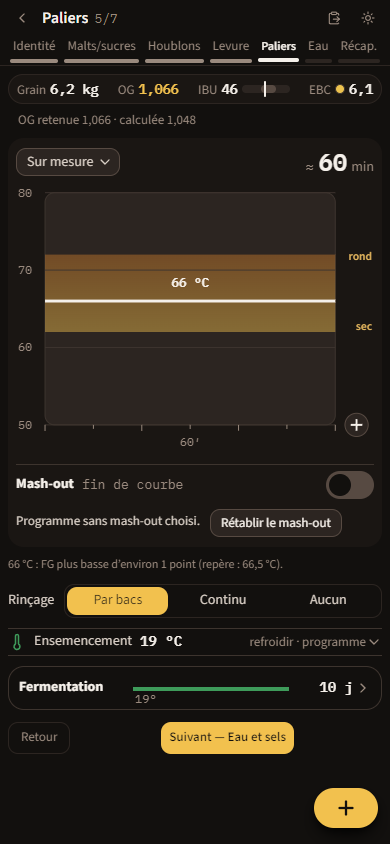 Paliers 5/7
Identité Malts/sucres Houblons Levure Paliers Eau Récap.
Grain 6,2 kg OG 1,066 IBU 46 EBC 6,1
OG retenue 1,066 · calculée 1,048
Sur mesure ≈ 60 min
80
rond
70
66 °C
sec
60
50
60′
Mash-out fin de courbe
Programme sans mash-out choisi. Rétablir le mash-out
66 °C : FG plus basse d’environ 1 point (repère : 66,5 °C).
Rinçage Par bacs Continu Aucun
Ensemencement 19 °C refroidir · programme
Fermentation 10 j
19°
Retour Suivant — Eau et sels